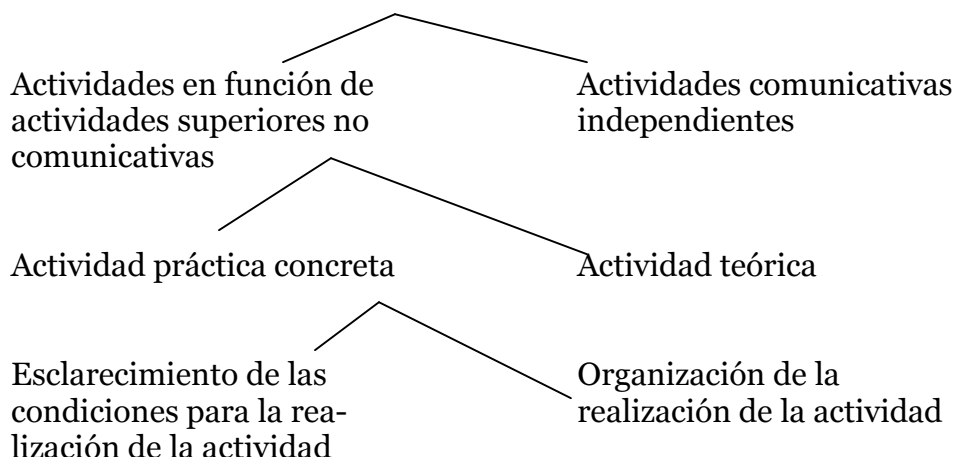 Actividades en función de
actividades superiores no
comunicativas
Actividades comunicativas
independientes
Actividad práctica concreta
Actividad teórica
Esclarecimiento de las
condiciones para la rea-
lización de la actividad
Organización de la
realización de la actividad